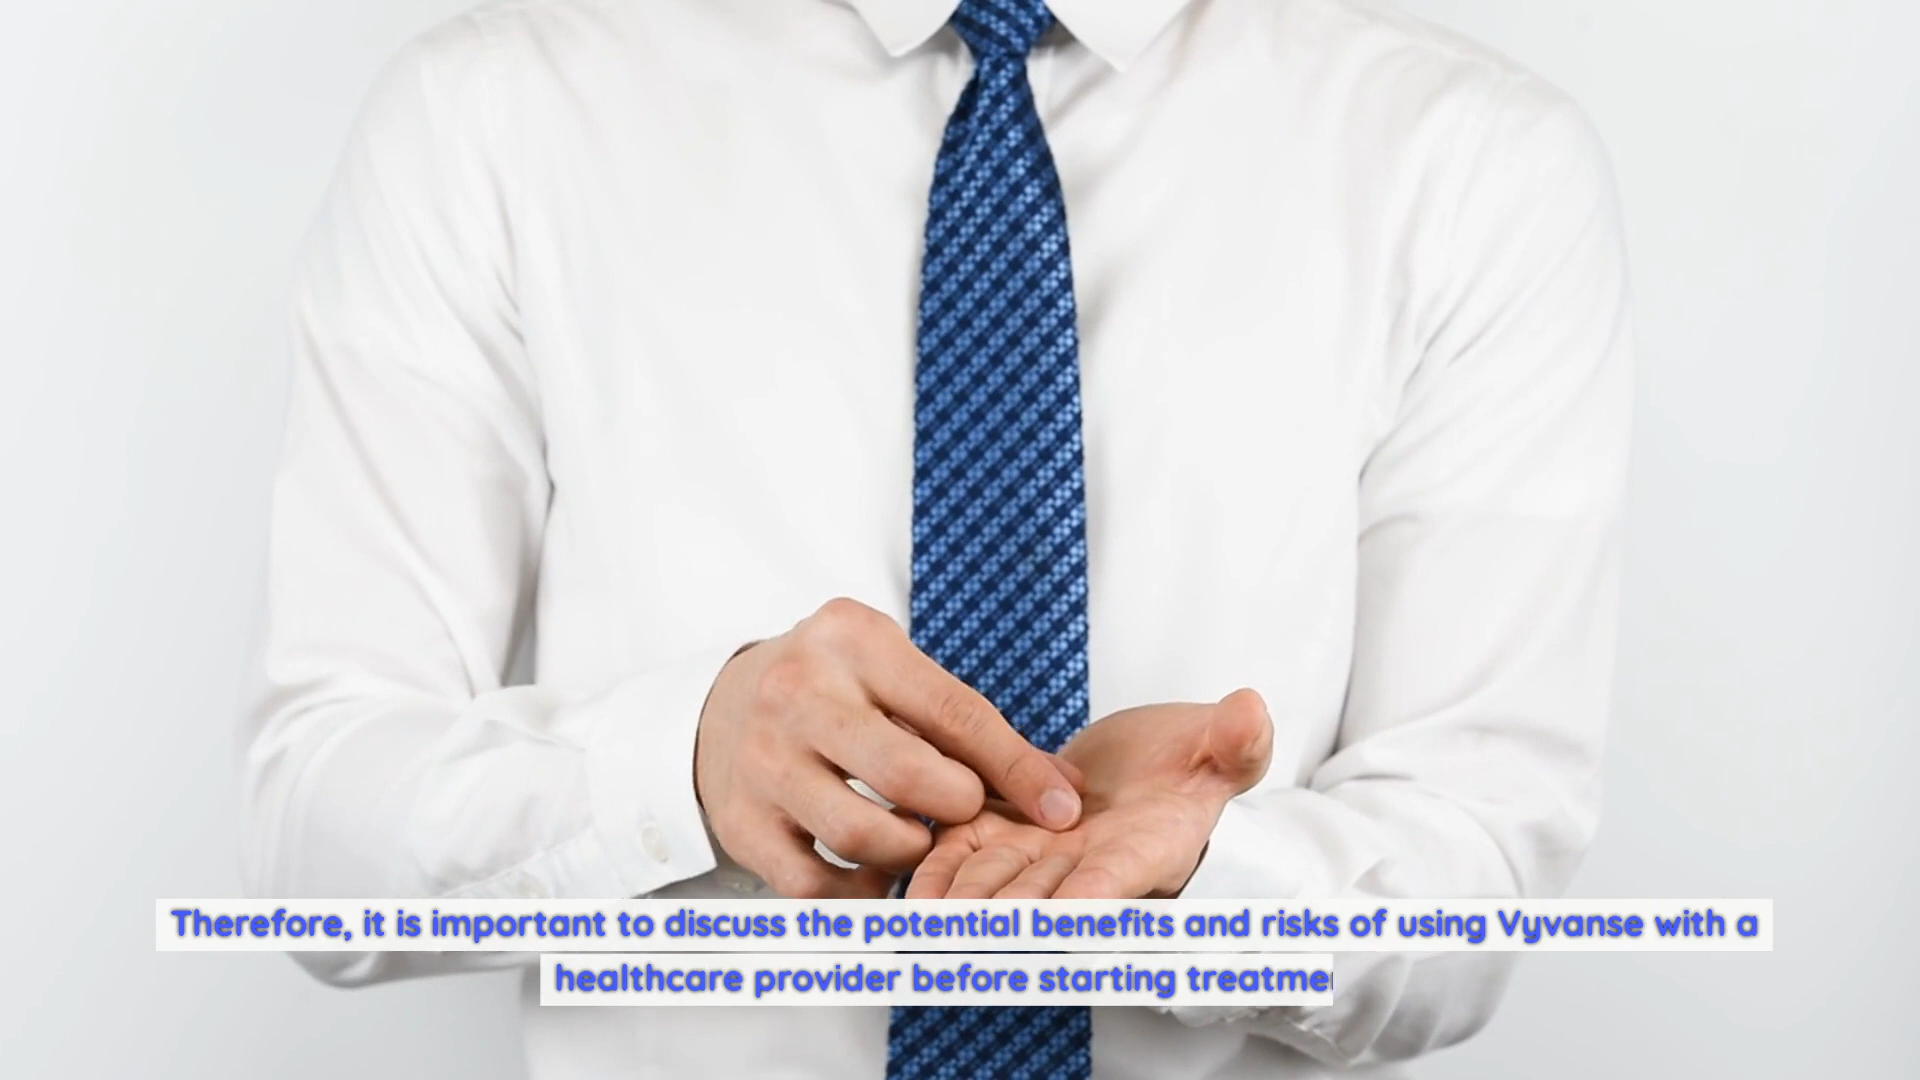 Therefore, it is important to discuss the potential benefits and risks of using Vyvanse with a
healthcare provider before starting treatme